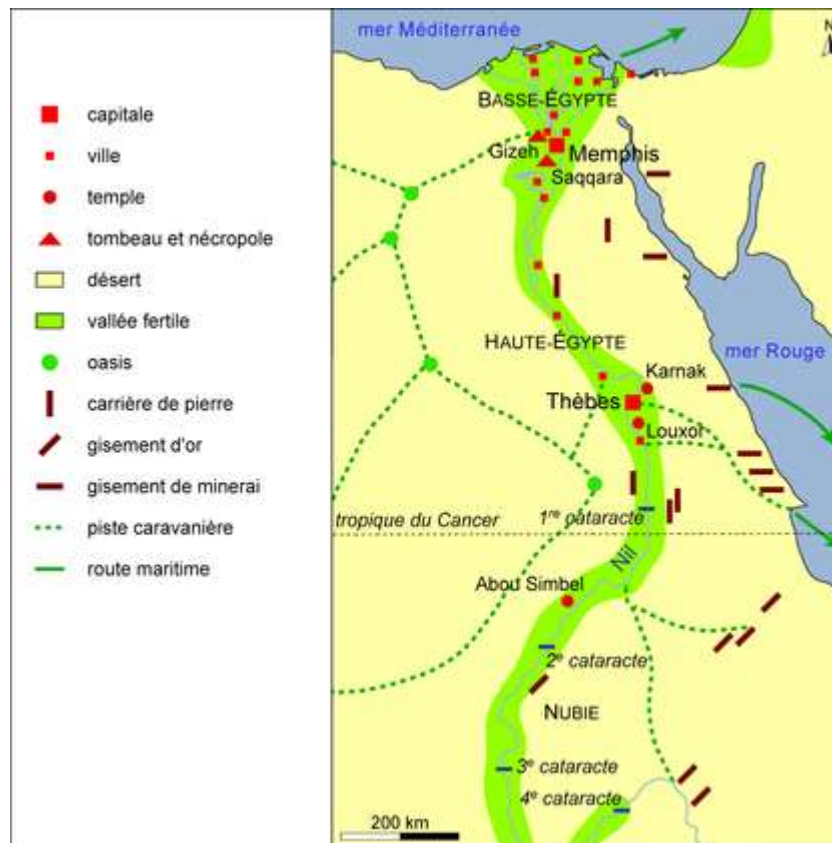 capitale
ville
temple
tombeau et nécropole
désert
vallée fertile
oasis
carrière de pierre
gisement d'or
gisement de minerai
piste caravanière
route maritime
mer Méditerranée
N
BASSE-ÉGYPTE
Gizeh
Memphis
Saqqara
HAUTE-ÉGYPTE
mer Rouge
Karnak
Thèbes
Louxor
tropique du Cancer
1re cataracte
Nil
Abou Simbel
2e cataracte
NUBIE
3e cataracte
4e cataracte
200 km